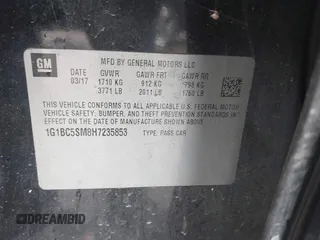 GM
MFD BY GENERAL MOTORS LLC
DATE GVWR GAWR FRT GAWR RR
03/17 1710 KG 912 KG 798 KG
3771 LB 2011 LB 1760 LB
THIS VEHICLE CONFORMS TO ALL APPLICABLE U.S. FEDERAL MOTOR
VEHICLE SAFETY, BUMPER, AND THEFT PREVENTION STANDARDS IN
EFFECT ON THE DATE OF MANUFACTURE SHOWN ABOVE.
1G1BC5SM8H7235853 TYPE: PASS CAR
DREAMBID